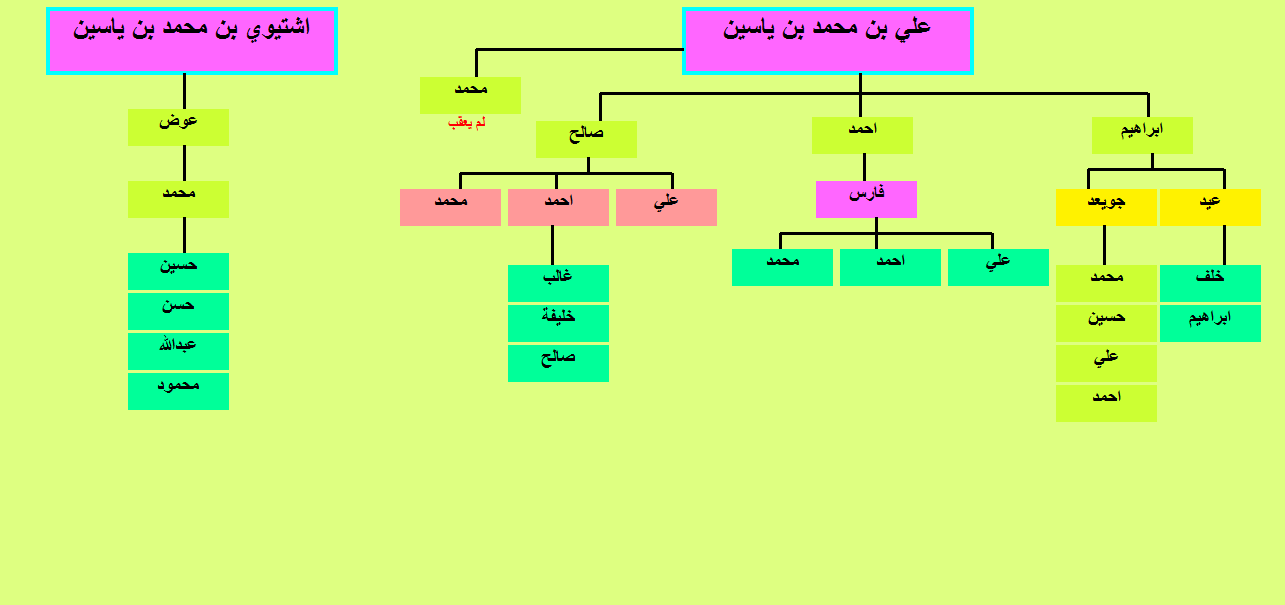 علي بن محمد بن ياسين
اشتيوي بن محمد بن ياسين
محمد
لم يعقب
ابراهيم
احمد
صالح
عوض
عيد
جويعد
فارس
علي
احمد
محمد
محمد
علي
احمد
محمد
خلف
ابراهيم
محمد
حسين
علي
احمد
غالب
خليفة
صالح
حسين
حسن
عبدالله
محمود